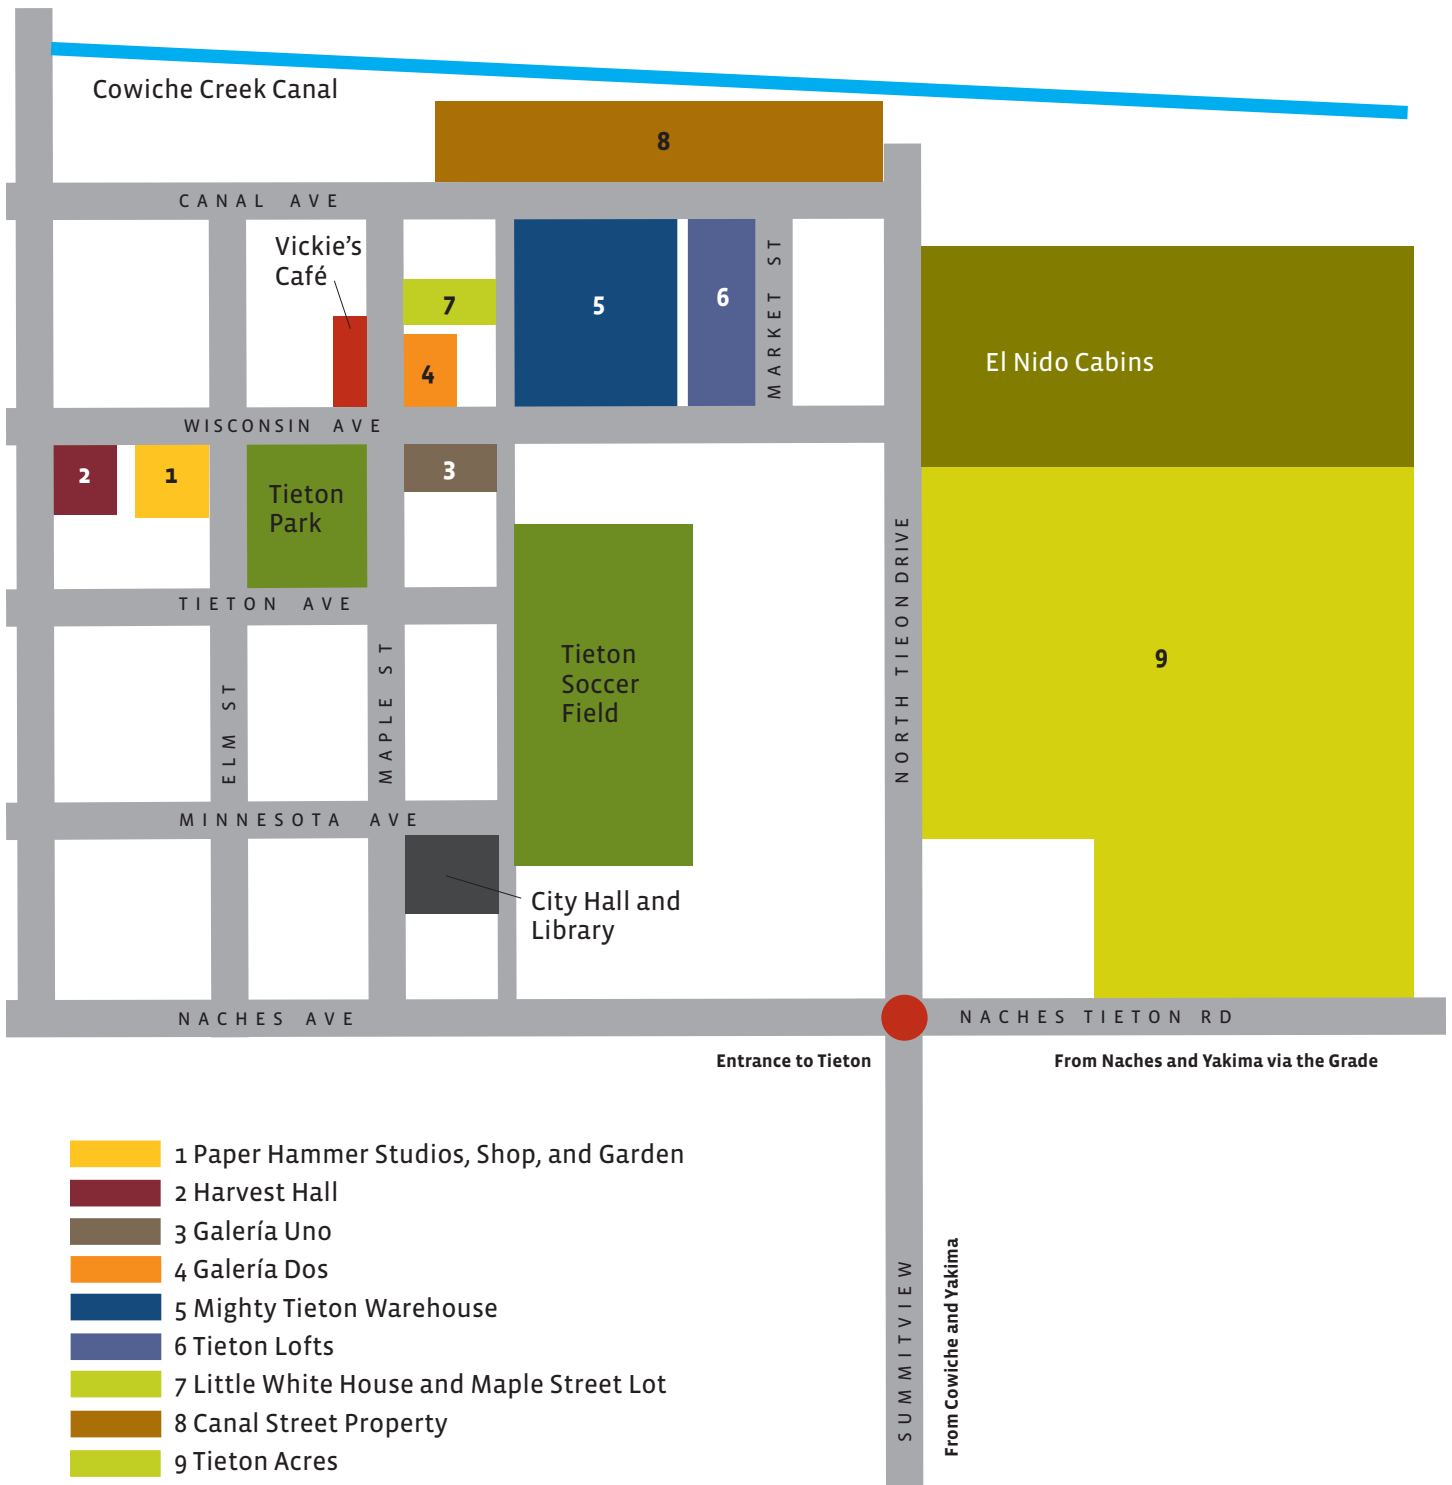 Cowiche Creek Canal
8
CANAL AVE
Vickie's
Café
7
5
6
MARKET ST
4
El Nido Cabins
WISCONSIN AVE
2
1
3
Tieton
Park
NORTH TIEON DRIVE
TIETON AVE
Tieton
Soccer
Field
9
ELM ST
MAPLE ST
MINNESOTA AVE
City Hall and
Library
NACHES AVE
NACHES TIETON RD
Entrance to Tieton
From Naches and Yakima via the Grade
1 Paper Hammer Studios, Shop, and Garden
2 Harvest Hall
3 Galería Uno
4 Galería Dos
5 Mighty Tieton Warehouse
6 Tieton Lofts
7 Little White House and Maple Street Lot
8 Canal Street Property
9 Tieton Acres
SUMMITVIEW
From Cowiche and Yakima